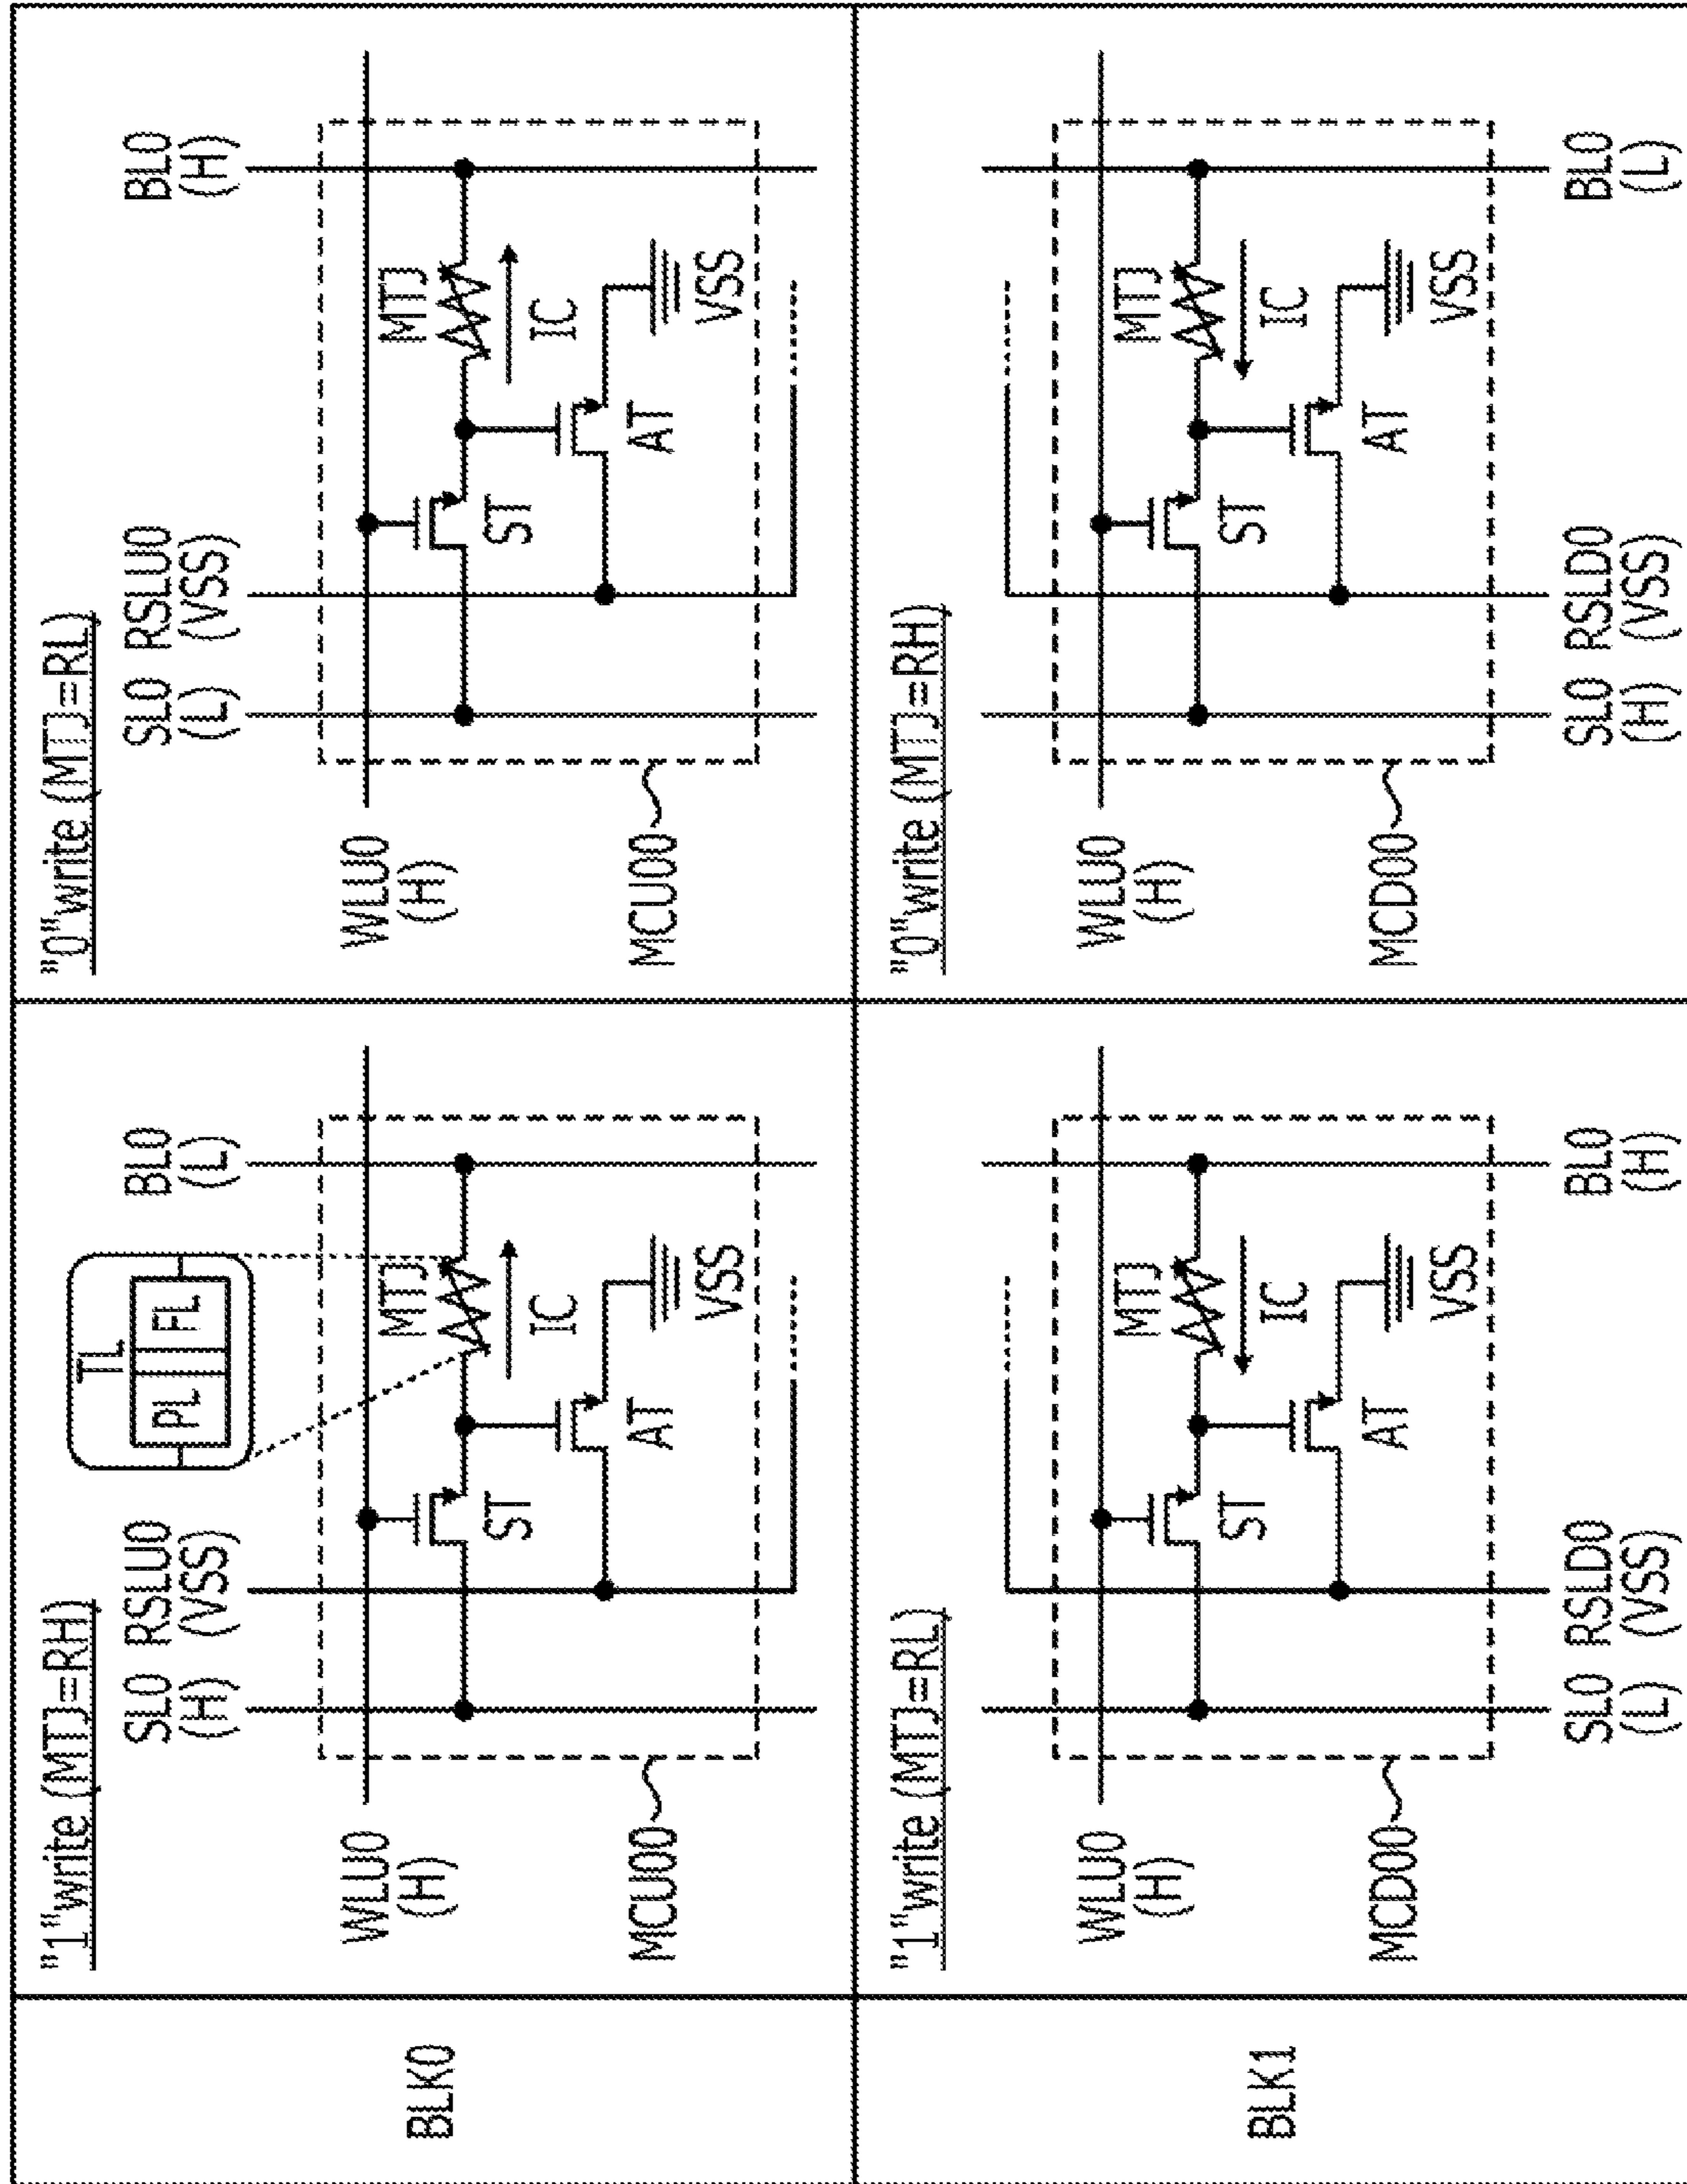 BLK0
"1"write (MTJ=RH)
SL0 RSLU0 BL0
(H) (VSS) (L)
TL
PL FL
WLU0
(H)
MTJ
ST
IC
AT
VSS
MCU00
"0"write (MTJ=RL)
SL0 RSLU0 BL0
(L) (VSS) (H)
WLU0
(H)
MTJ
ST
IC
AT
VSS
MCU00
BLK1
"1"write (MTJ=RL)
WLU0
(H)
MTJ
ST
IC
AT
VSS
MCD00
SL0 RSLD0 BL0
(L) (VSS) (H)
"0"write (MTJ=RH)
WLU0
(H)
MTJ
ST
IC
AT
VSS
MCD00
SL0 RSLD0 BL0
(H) (VSS) (L)